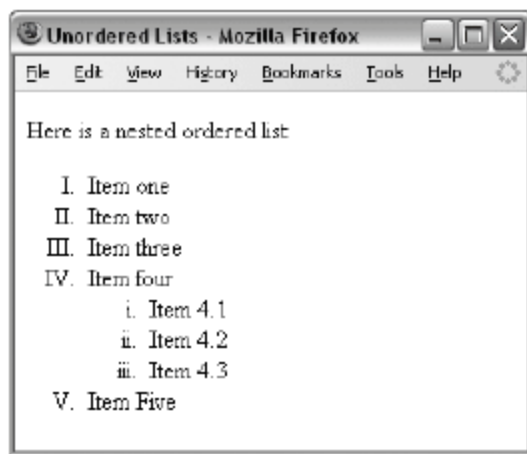 Unordered Lists - Mozilla Firefox
File Edit View History Bookmarks Tools Help
Here is a nested ordered list
I. Item one
II. Item two
III. Item three
IV. Item four
i. Item 4.1
ii. Item 4.2
iii. Item 4.3
V. Item Five